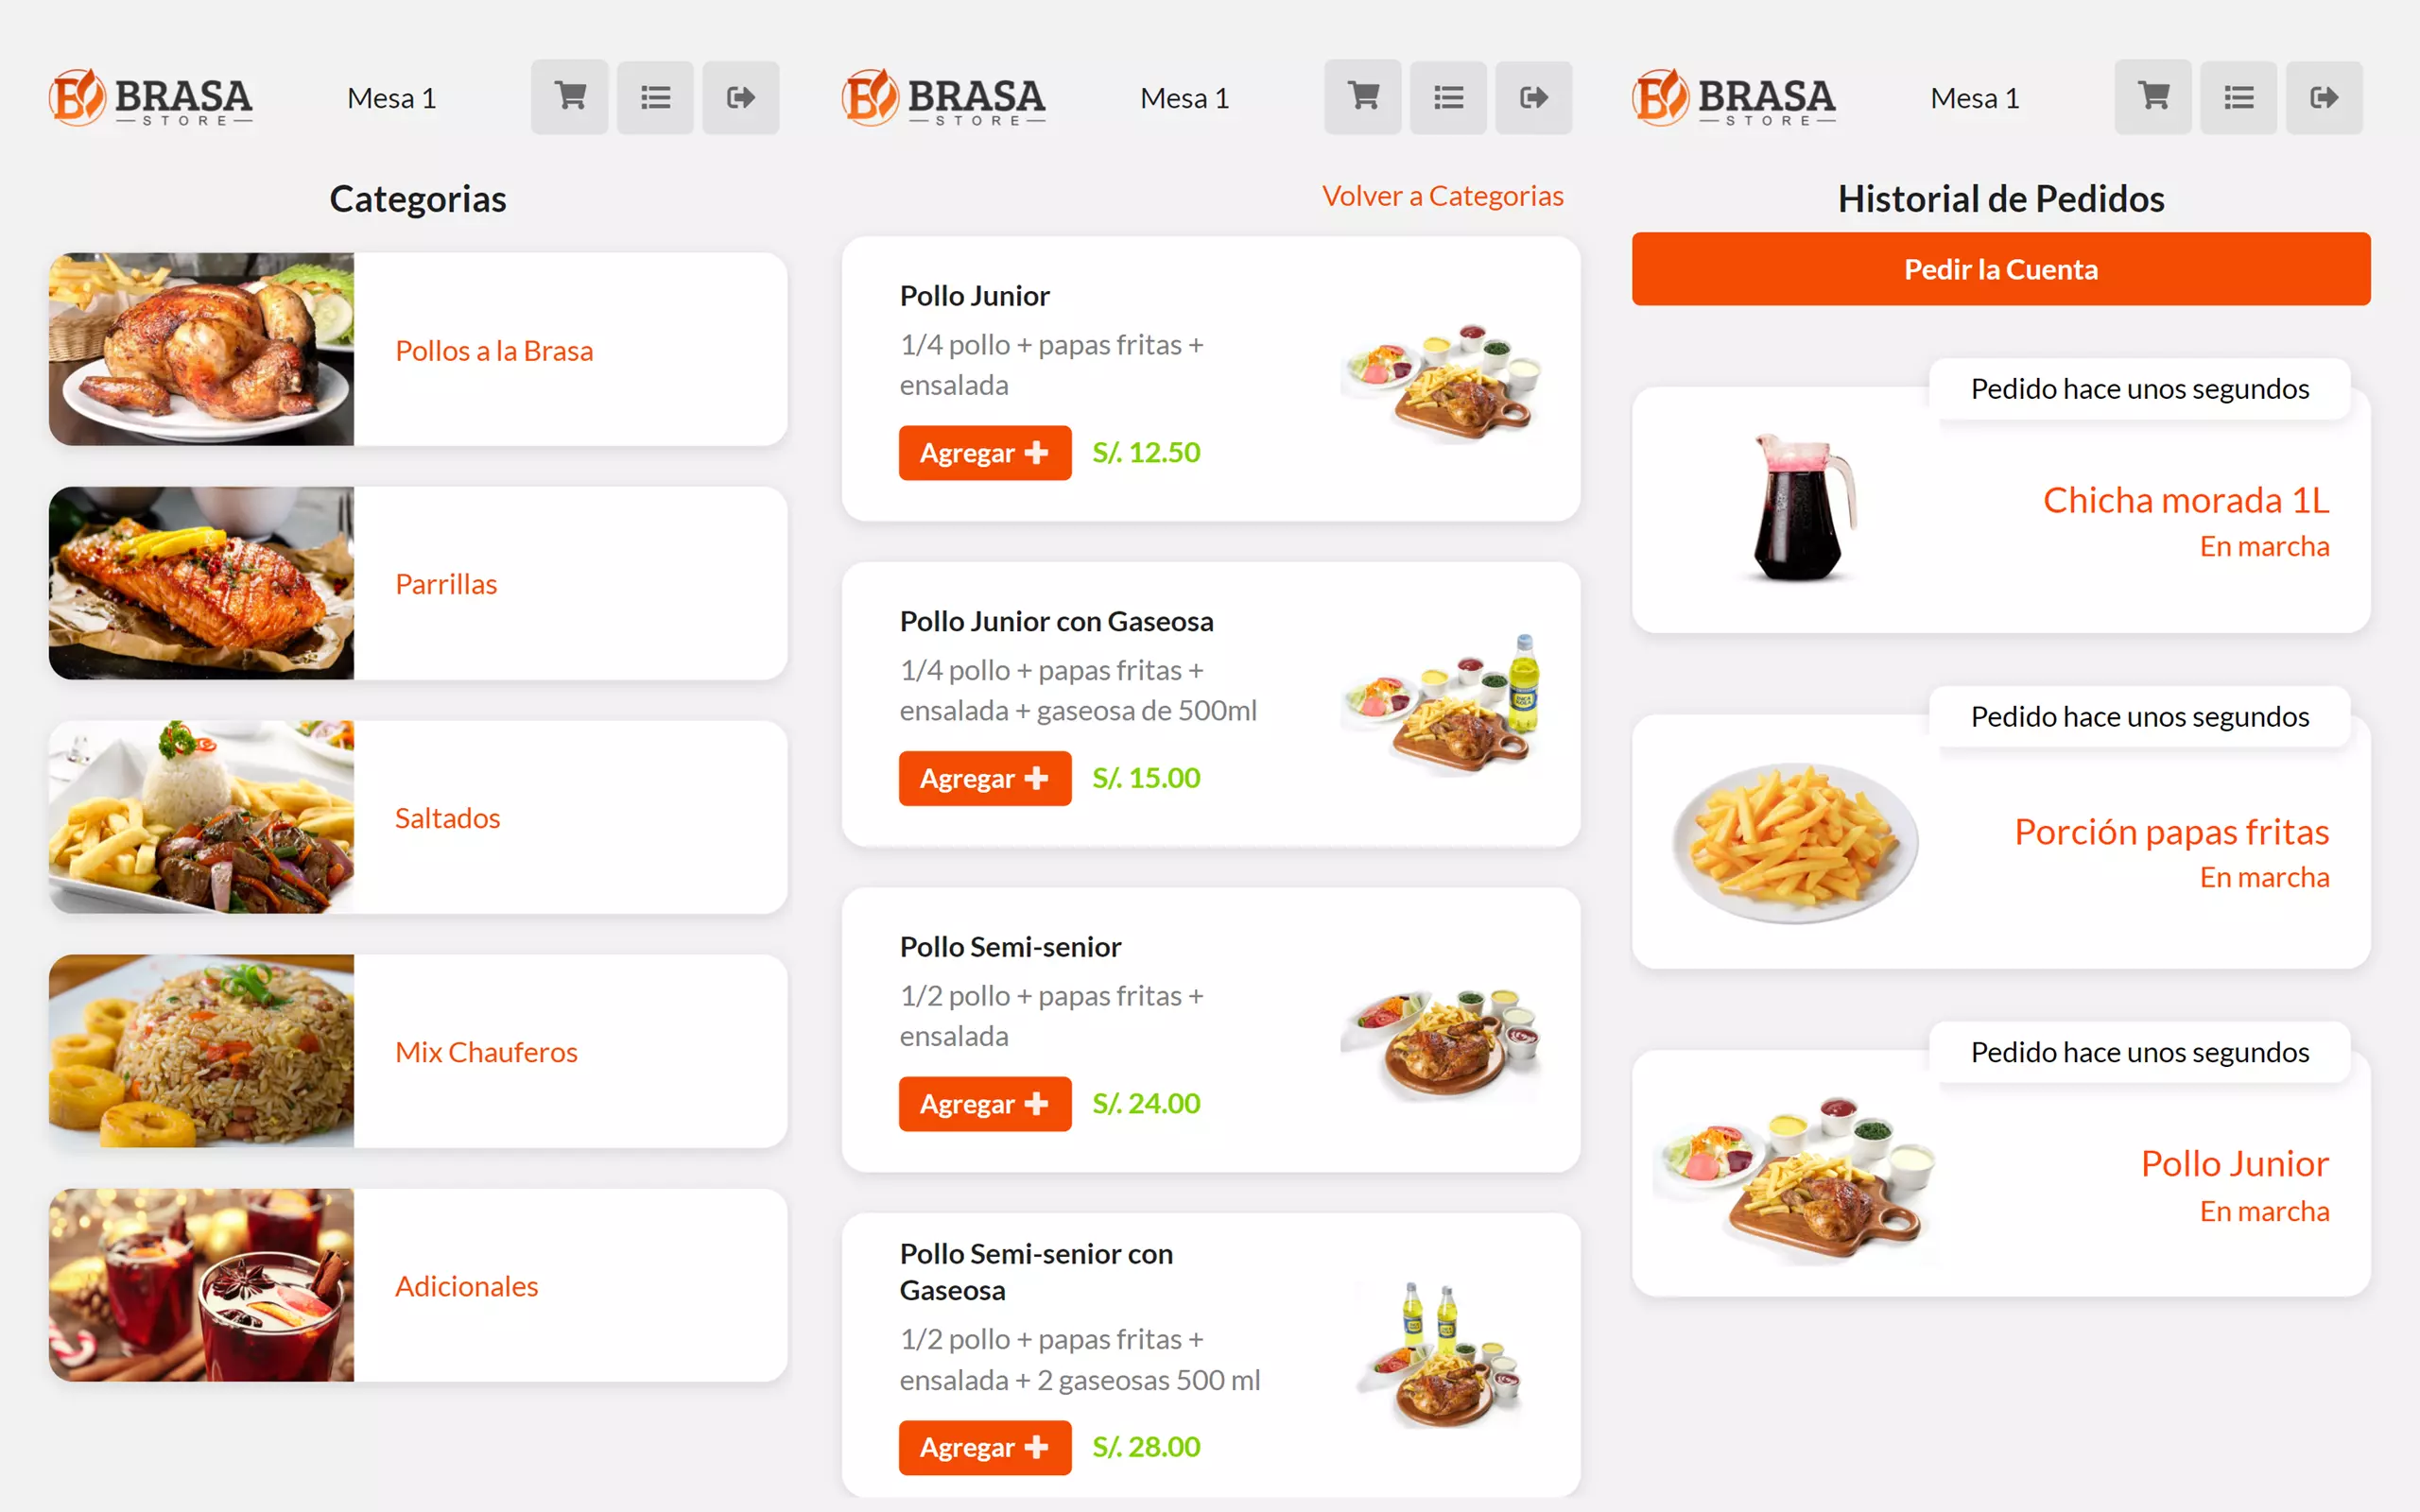 BRASA
STORE
Mesa 1
Categorias
Pollos a la Brasa
Parrillas
Saltados
Mix Chauferos
Adicionales
BRASA
STORE
Mesa 1
Volver a Categorias
Pollo Junior
1/4 pollo + papas fritas +
ensalada
Agregar
S/. 12.50
Pollo Junior con Gaseosa
1/4 pollo + papas fritas +
ensalada + gaseosa de 500ml
Agregar
S/. 15.00
Pollo Semi-senior
1/2 pollo + papas fritas +
ensalada
Agregar
S/. 24.00
Pollo Semi-senior con
Gaseosa
1/2 pollo + papas fritas +
ensalada + 2 gaseosas 500 ml
Agregar
S/. 28.00
BRASA
STORE
Mesa 1
Historial de Pedidos
Pedir la Cuenta
Pedido hace unos segundos
Chicha morada 1L
En marcha
Pedido hace unos segundos
Porción papas fritas
En marcha
Pedido hace unos segundos
Pollo Junior
En marcha